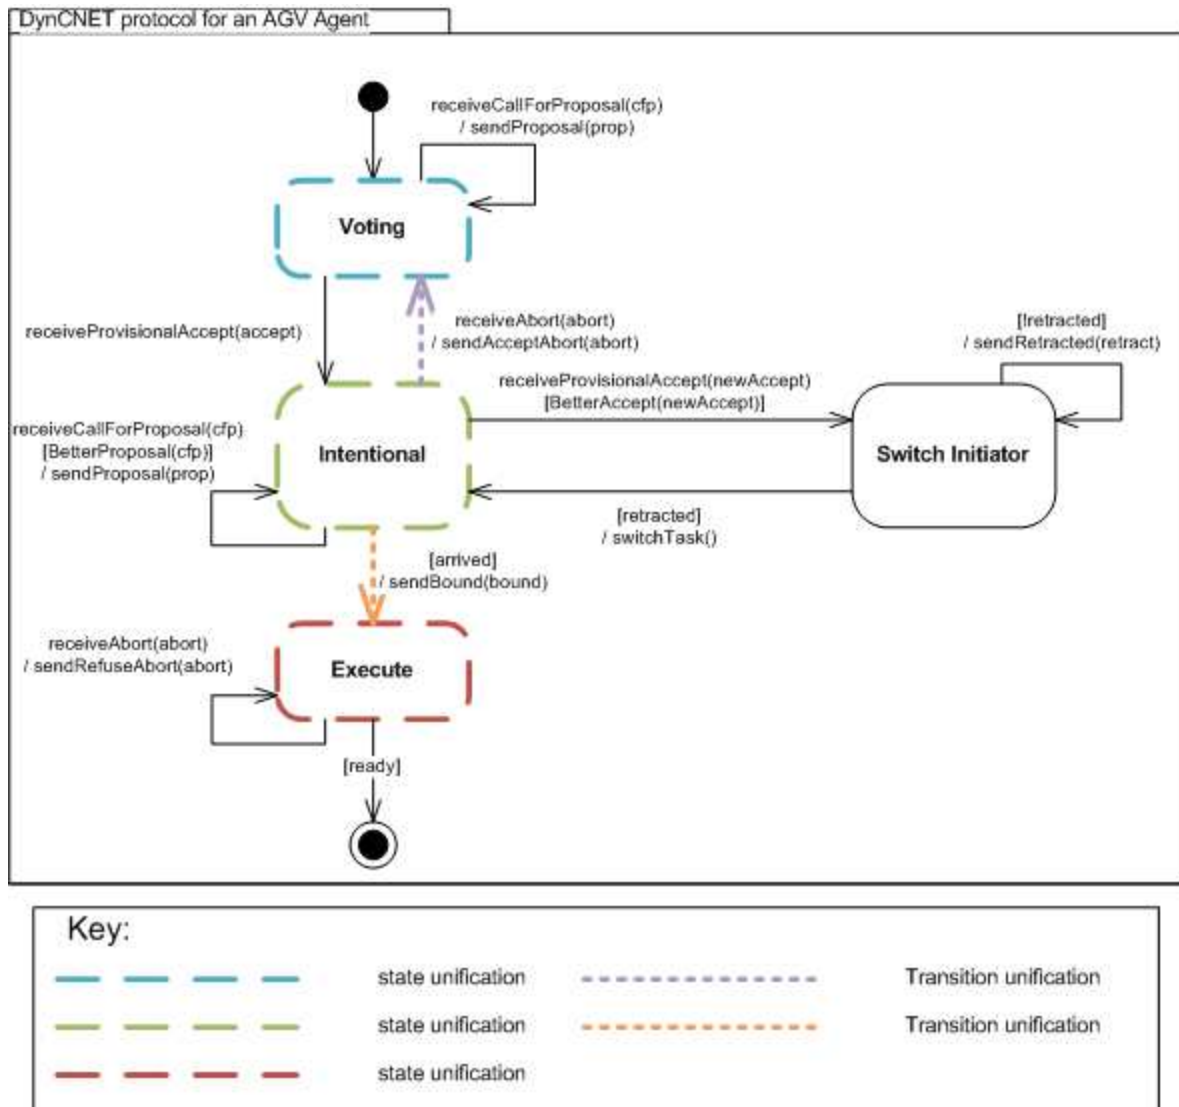 DynCNET protocol for an AGV Agent
receiveCallForProposal(cfp)
/ sendProposal(prop)
Voting
receiveProvisionalAccept(accept)
receiveAbort(abort)
/ sendAcceptAbort(abort)
[!retracted]
/ sendRetracted(retract)
receiveProvisionalAccept(newAccept)
[BetterAccept(newAccept)]
receiveCallForProposal(cfp)
[BetterProposal(cfp)]
/ sendProposal(prop)
Intentional
Switch Initiator
[retracted]
/ switchTask()
[arrived]
/ sendBound(bound)
receiveAbort(abort)
/ sendRefuseAbort(abort)
Execute
[ready]
Key:
state unification
Transition unification
state unification
Transition unification
state unification